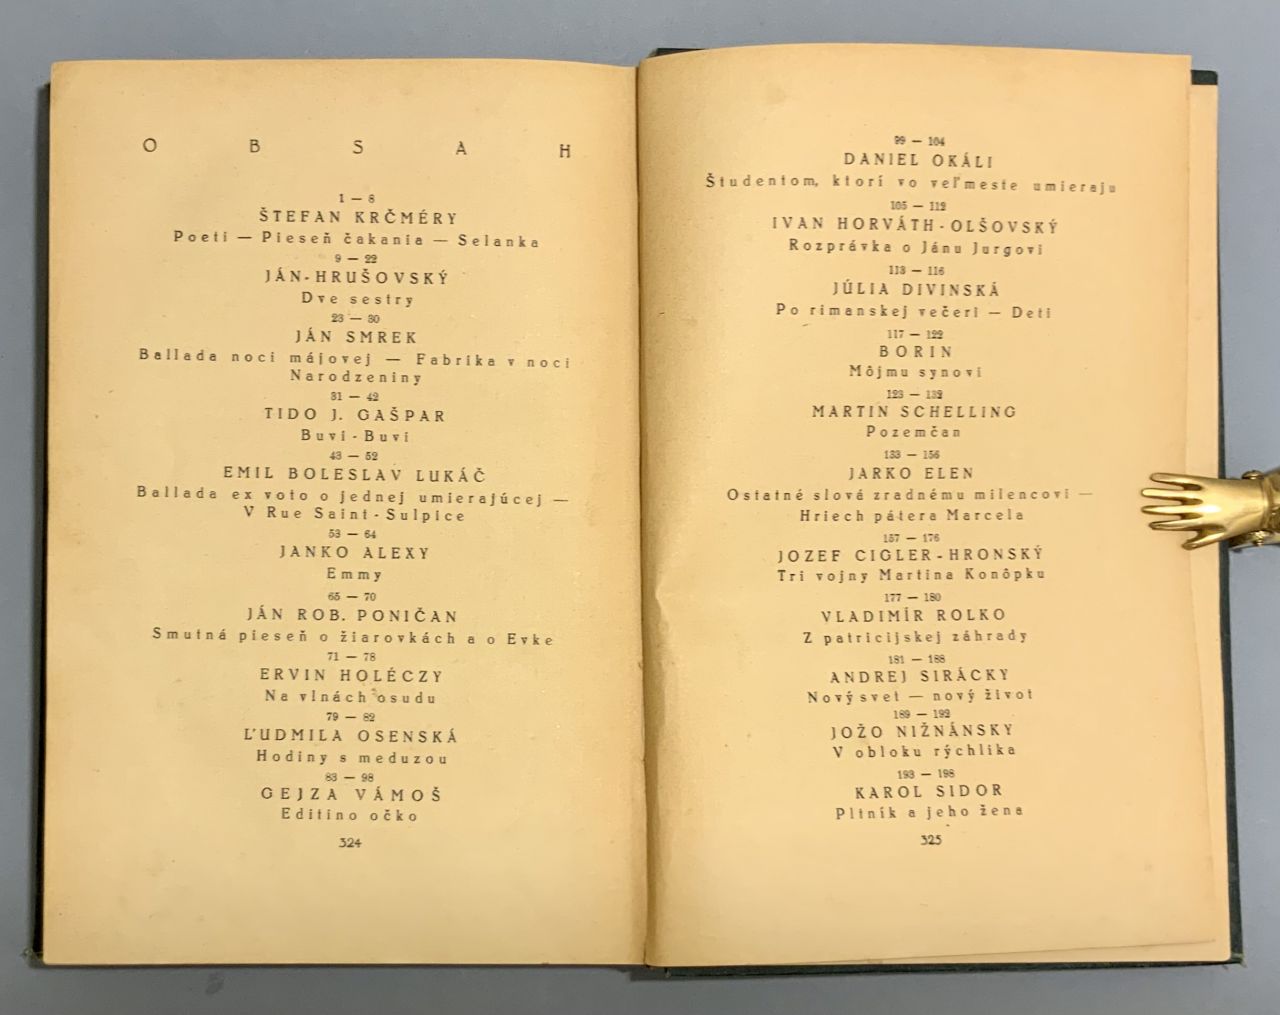 OBSAH
1 — 8
ŠTEFAN KRČMÉRY
Poeti — Pieseň čakania — Selanka
9 — 22
JÁN-HRUŠOVSKÝ
Dve sestry
23 — 30
JÁN SMREK
Ballada noci májovej — Fabrika v noci
Narodzeniny
31 — 42
TIDO J. GAŠPAR
Buvi-Buvi
43 — 52
EMIL BOLESLAV LUKÁČ
Ballada ex voto o jednej umierajúcej —
V Rue Saint-Sulpice
53 — 64
JANKO ALEXY
Emmy
65 — 70
JÁN ROB. PONIČAN
Smutná pieseň o žiarovkách a o Evke
71 — 78
ERVIN HOLÉCZY
Na vlnách osudu
79 — 82
ĽUDMILA OSENSKÁ
Hodiny s meduzou
83 — 98
GEJZA VÁMOŠ
Editino očko
324
99 — 104
DANIEL OKÁLI
Študentom, ktorí vo veľmeste umieraju
105 — 112
IVAN HORVÁTH-OLŠOVSKÝ
Rozprávka o Jánu Jurgovi
113 — 116
JÚLIA DIVINSKÁ
Po rimanskej večeri — Deti
117 — 122
BORIN
Môjmu synovi
123 — 132
MARTIN SCHELLING
Pozemčan
133 — 156
JARKO ELEN
Ostatné slová zradnému milencovi —
Hriech pátera Marcela
157 — 176
JOZEF CIGLER-HRONSKÝ
Tri vojny Martina Konôpku
177 — 180
VLADIMÍR ROLKO
Z patricijskej záhrady
181 — 188
ANDREJ SIRÁCKY
Nový svet — nový život
189 — 192
JOŽO NIŽNÁNSKY
V obloku rýchlika
193 — 198
KAROL SIDOR
Pltník a jeho žena
325